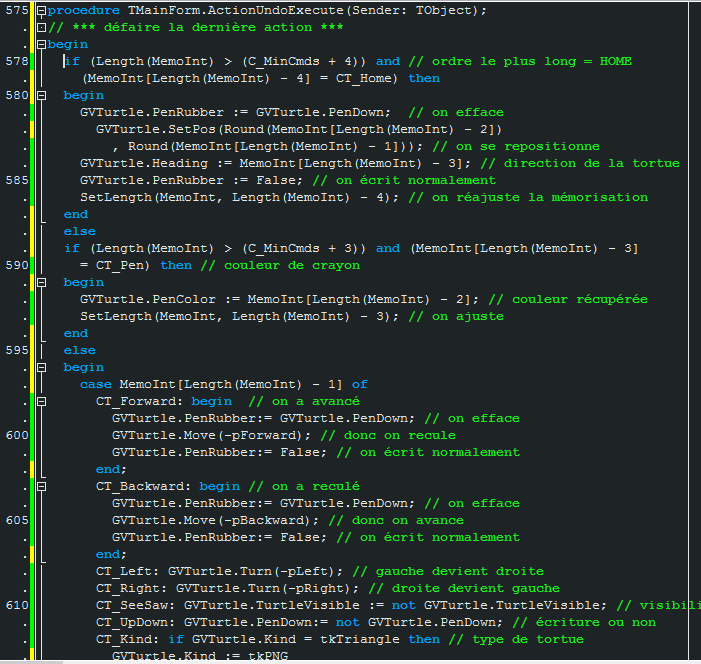 575 procedure TMainForm.ActionUndoExecute(Sender: TObject);
. // *** défaire la dernière action ***
. begin
578 if (Length(MemoInt) > (C_MinCmds + 4)) and // ordre le plus long = HOME
. (MemoInt[Length(MemoInt) - 4] = CT_Home) then
580 begin
. GVTurtle.PenRubber := GVTurtle.PenDown;  // on efface
. GVTurtle.SetPos(Round(MemoInt[Length(MemoInt) - 2])
. , Round(MemoInt[Length(MemoInt) - 1])); // on se repositionne
. GVTurtle.Heading := MemoInt[Length(MemoInt) - 3]; // direction de la tortue
585 GVTurtle.PenRubber := False; // on écrit normalement
. SetLength(MemoInt, Length(MemoInt) - 4); // on réajuste la mémorisation
. end
. else
. if (Length(MemoInt) > (C_MinCmds + 3)) and (MemoInt[Length(MemoInt) - 3]
590 = CT_Pen) then // couleur de crayon
. begin
. GVTurtle.PenColor := MemoInt[Length(MemoInt) - 2]; // couleur récupérée
. SetLength(MemoInt, Length(MemoInt) - 3); // on ajuste
. end
595 else
. begin
. case MemoInt[Length(MemoInt) - 1] of
. CT_Forward: begin  // on a avancé
. GVTurtle.PenRubber:= GVTurtle.PenDown; // on efface
600 GVTurtle.Move(-pForward); // donc on recule
. GVTurtle.PenRubber:= False; // on écrit normalement
. end;
. CT_Backward: begin // on a reculé
. GVTurtle.PenRubber:= GVTurtle.PenDown; // on efface
605 GVTurtle.Move(-pBackward); // donc on avance
. GVTurtle.PenRubber:= False; // on écrit normalement
. end;
. CT_Left: GVTurtle.Turn(-pLeft); // gauche devient droite
. CT_Right: GVTurtle.Turn(-pRight); // droite devient gauche
610 CT_SeeSaw: GVTurtle.TurtleVisible := not GVTurtle.TurtleVisible; // visibili
. CT_UpDown: GVTurtle.PenDown:= not GVTurtle.PenDown; // écriture ou non
. CT_Kind: if GVTurtle.Kind = tkTriangle then // type de tortue
. GVTurtle.Kind := tkPNG